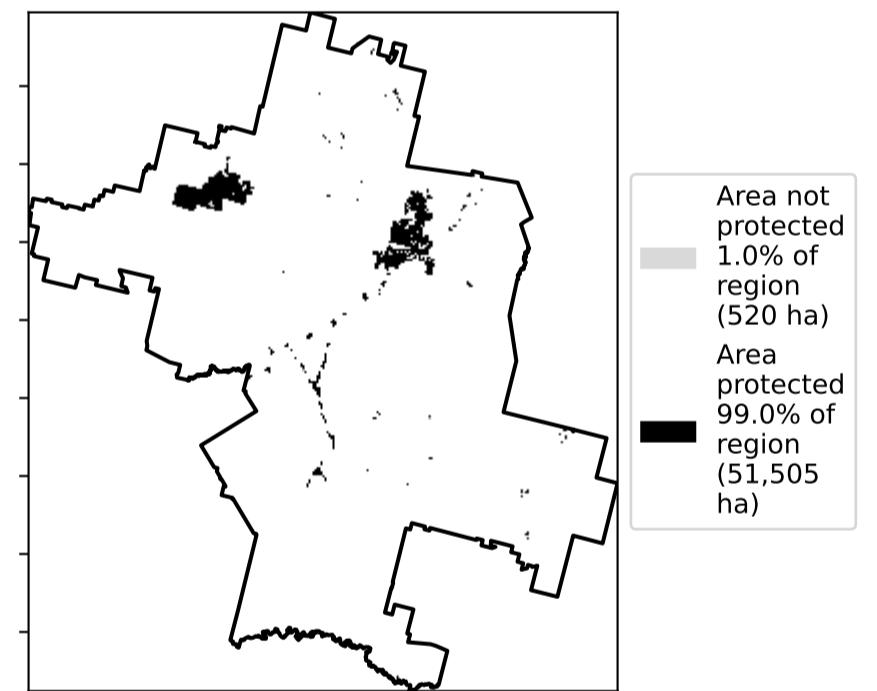 Area not
protected
1.0% of
region
(520 ha)
Area
protected
99.0% of
region
(51,505
ha)